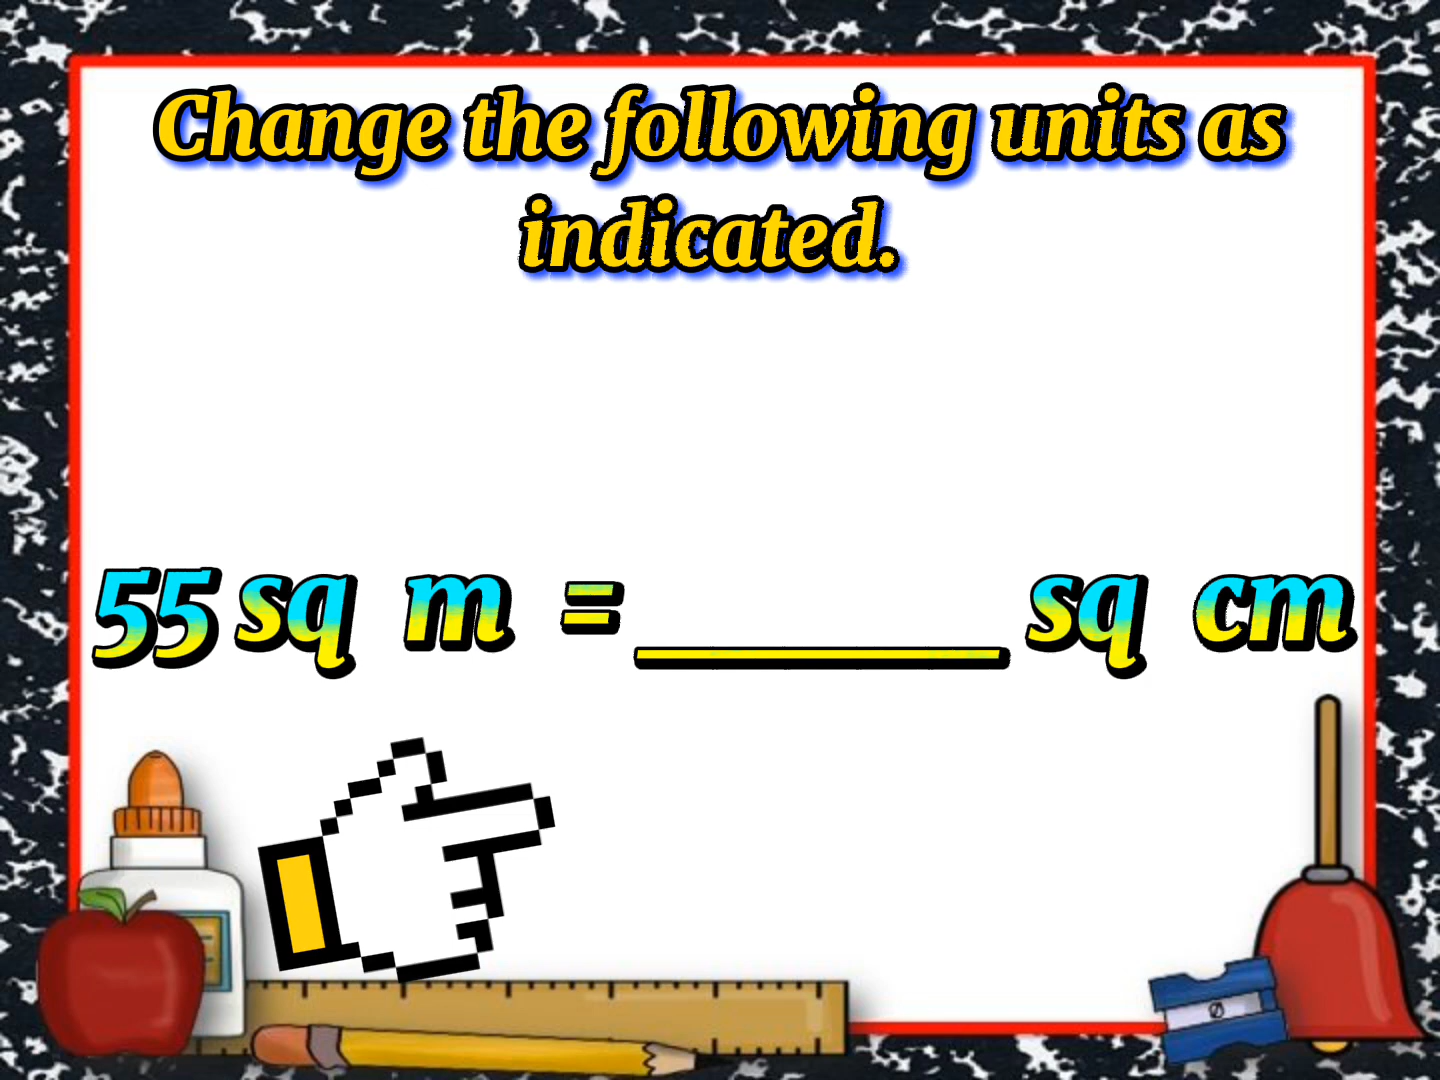 Change the following units as
indicated.
55 sq m = ________ sq cm